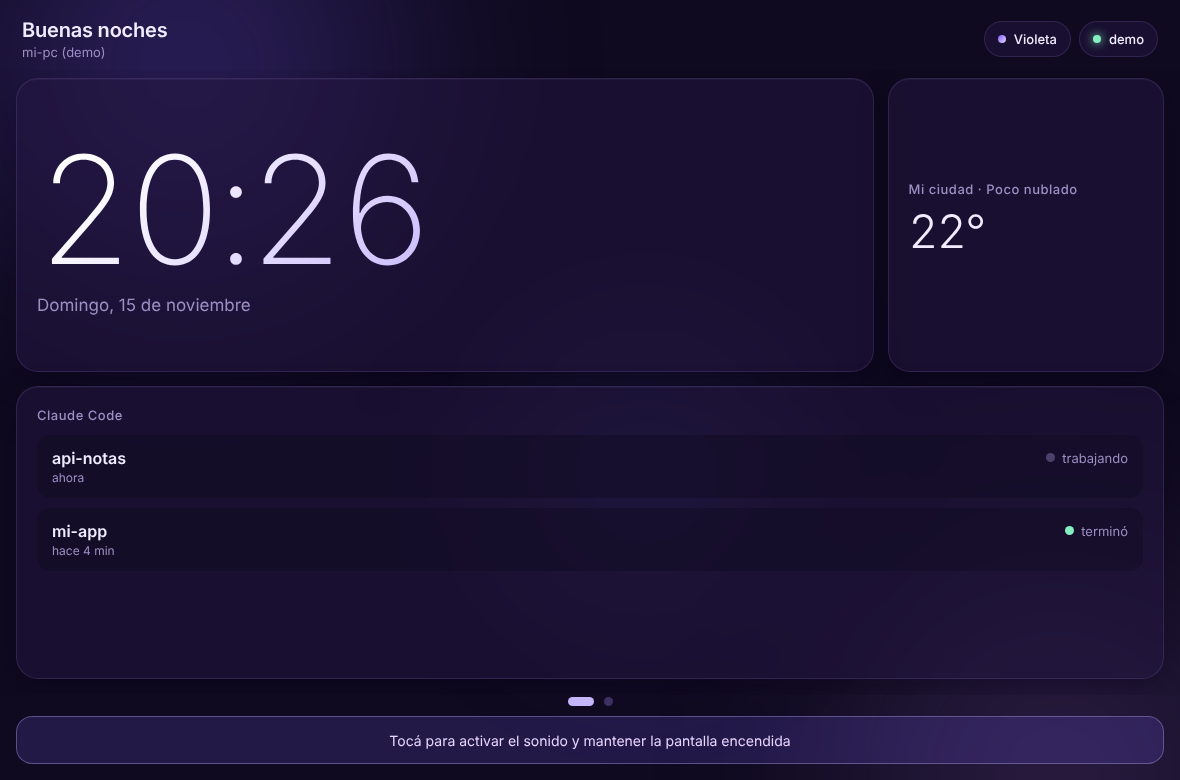 Buenas noches
mi-pc (demo)
Violeta
demo
20:26
Domingo, 15 de noviembre
Mi ciudad · Poco nublado
22°
Claude Code
api-notas
ahora
trabajando
mi-app
hace 4 min
terminó
Tocá para activar el sonido y mantener la pantalla encendida